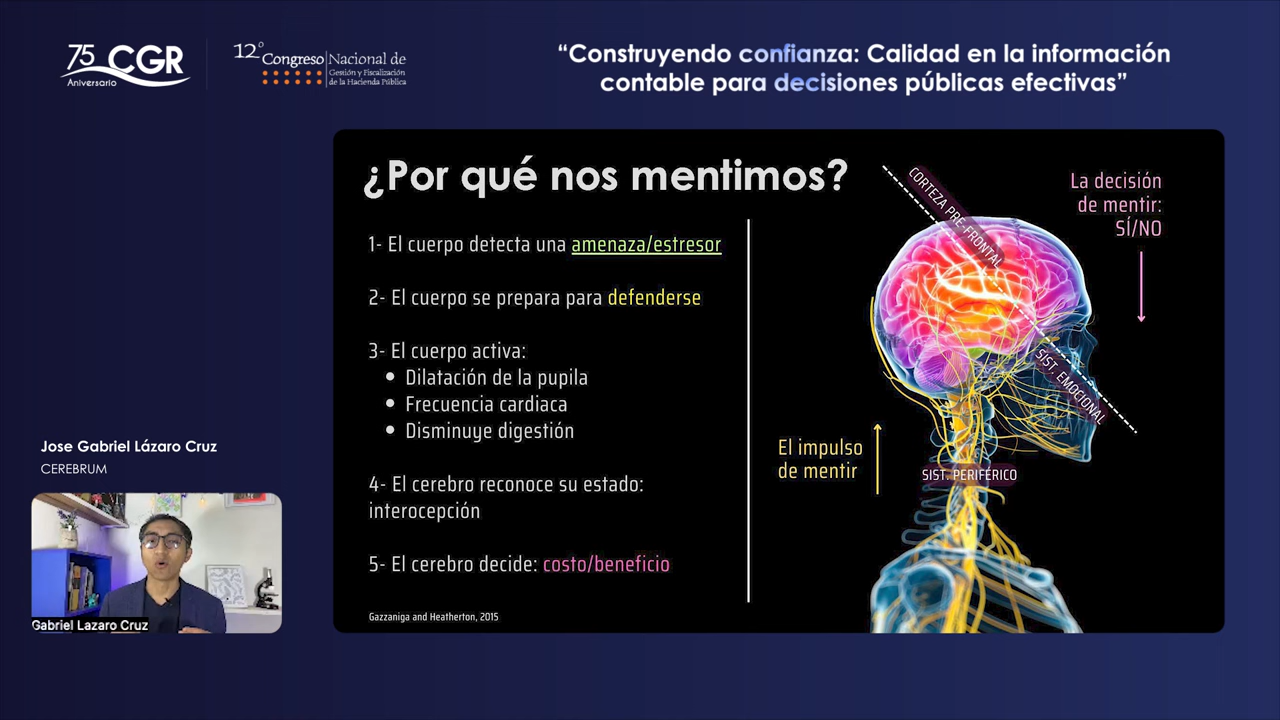 75 CGR
Aniversario
12° Congreso Nacional de
Gestión y Fiscalización
de la Hacienda Pública
“Construyendo confianza: Calidad en la información
contable para decisiones públicas efectivas”
¿Por qué nos mentimos?
1- El cuerpo detecta una amenaza/estresor
2- El cuerpo se prepara para defenderse
3- El cuerpo activa:
• Dilatación de la pupila
• Frecuencia cardiaca
• Disminuye digestión
4- El cerebro reconoce su estado:
interocepción
5- El cerebro decide: costo/beneficio
Gazzaniga and Heatherton, 2015
CORTEZA PRE-FRONTAL
La decisión
de mentir:
SÍ/NO
SIST. EMOCIONAL
El impulso
de mentir
SIST. PERIFÉRICO
Jose Gabriel Lázaro Cruz
CEREBRUM
Gabriel Lazaro Cruz